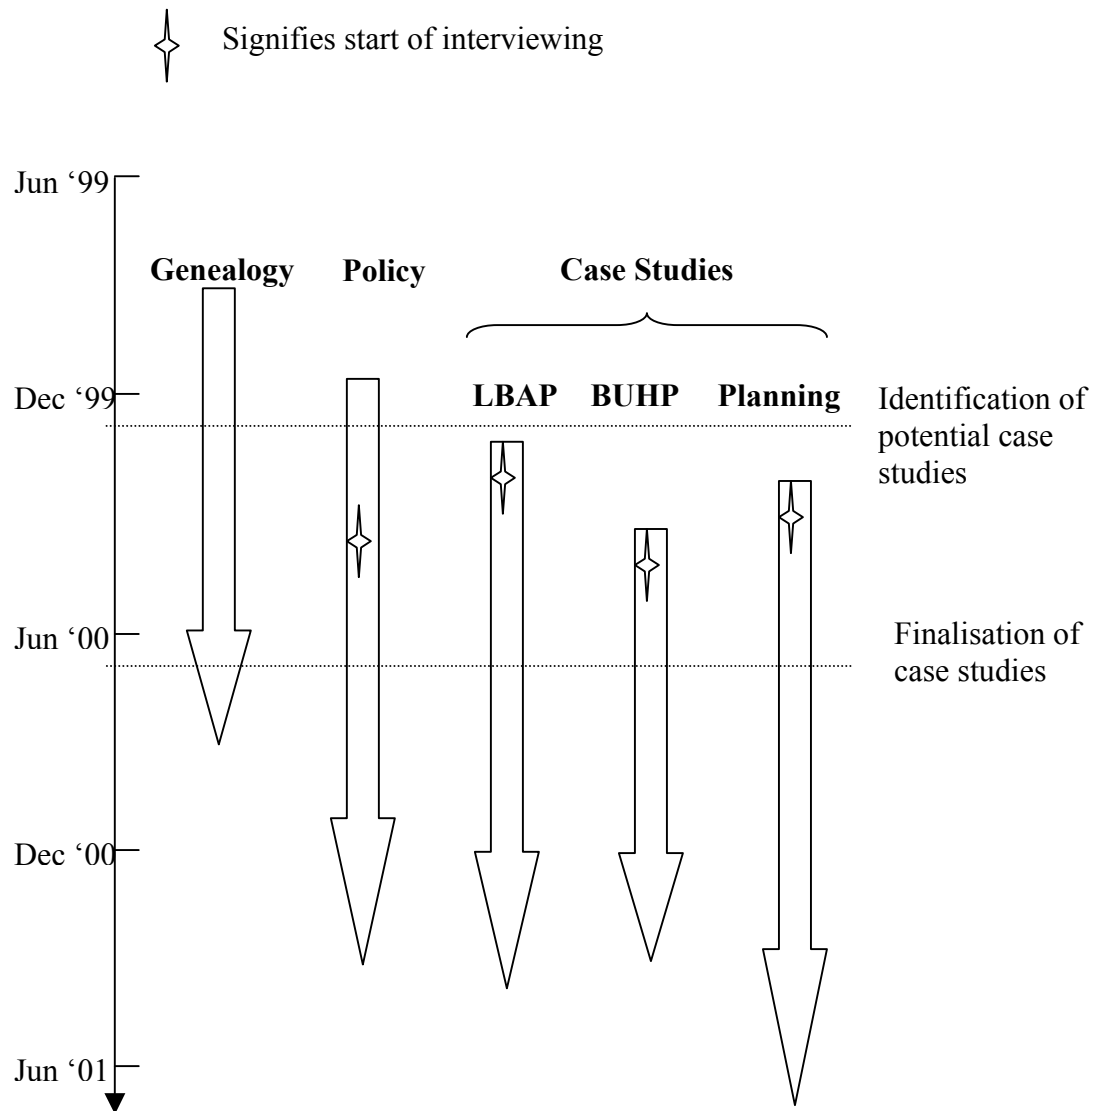 Signifies start of interviewing
Jun ‘99
Genealogy Policy Case Studies
Dec ‘99 LBAP BUHP Planning
Identification of
potential case
studies
Jun ‘00
Finalisation of
case studies
Dec ‘00
Jun ‘01